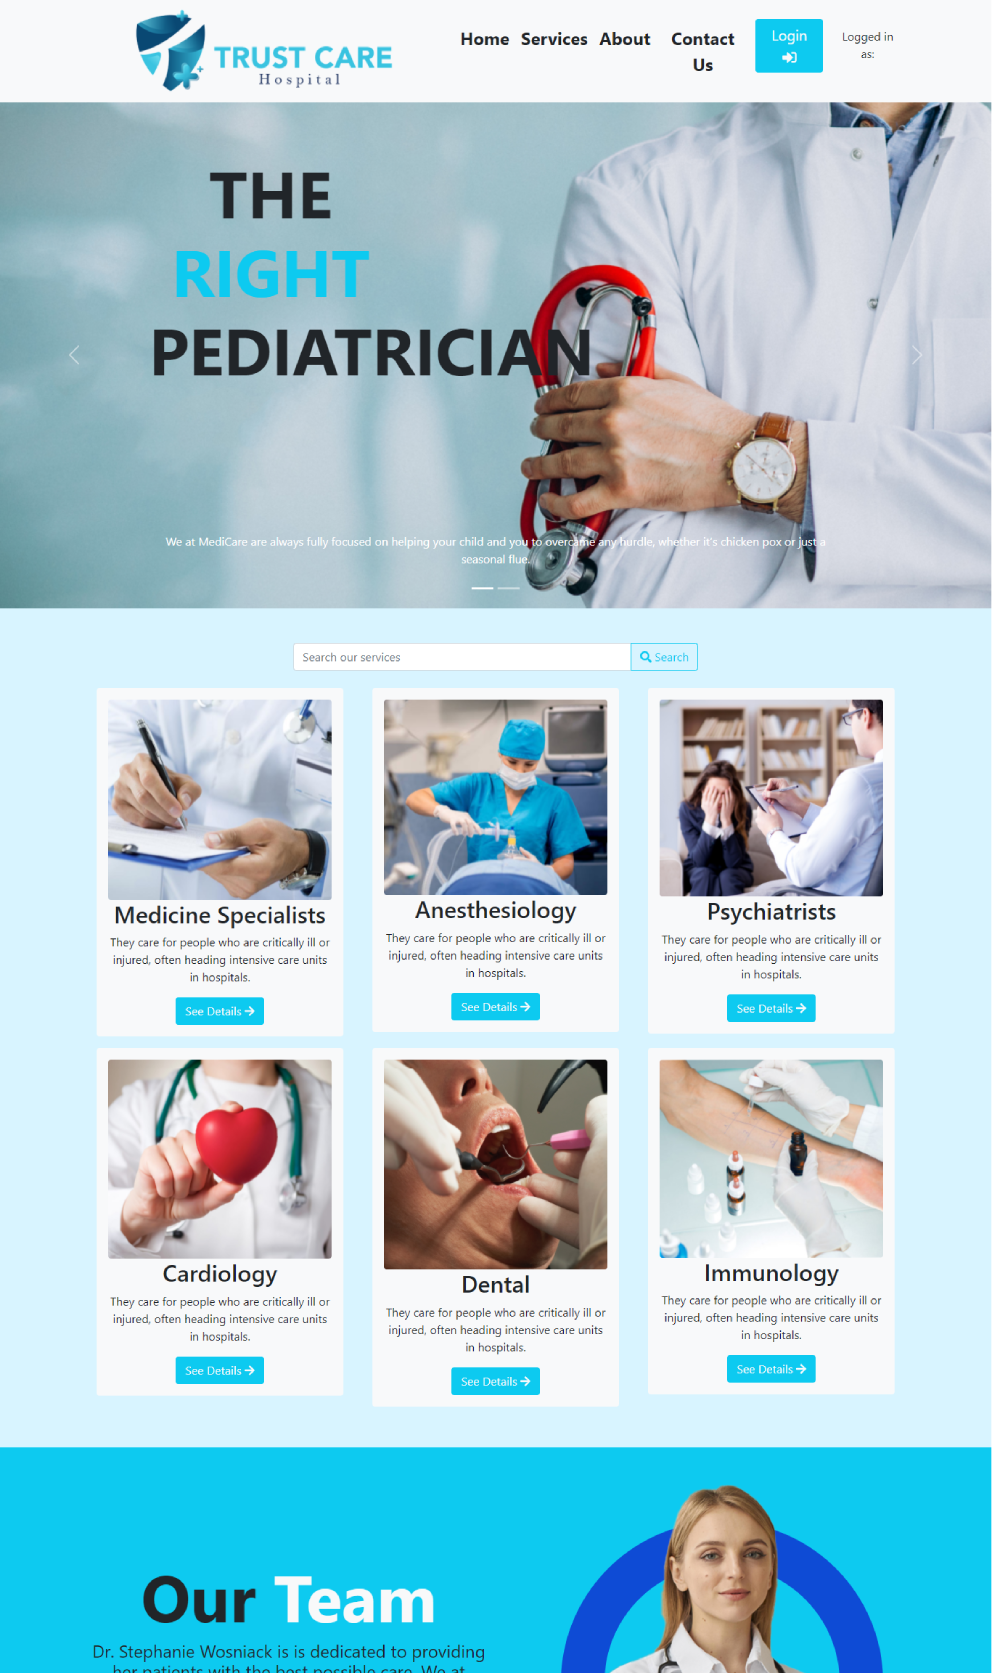 TRUST CARE
Hospital
Home Services About Contact Us
Login
Logged in as:
THE
RIGHT
PEDIATRICIAN
We at MediCare are always fully focused on helping your child and you to overcame any hurdle, whether it's chicken pox or just a
seasonal flue.
Search our services
Search
Medicine Specialists
They care for people who are critically ill or
injured, often heading intensive care units
in hospitals.
See Details
Anesthesiology
They care for people who are critically ill or
injured, often heading intensive care units
in hospitals.
See Details
Psychiatrists
They care for people who are critically ill or
injured, often heading intensive care units
in hospitals.
See Details
Cardiology
They care for people who are critically ill or
injured, often heading intensive care units
in hospitals.
See Details
Dental
They care for people who are critically ill or
injured, often heading intensive care units
in hospitals.
See Details
Immunology
They care for people who are critically ill or
injured, often heading intensive care units
in hospitals.
See Details
Our Team
Dr. Stephanie Wosniack is is dedicated to providing
her patients with the best possible care. We at